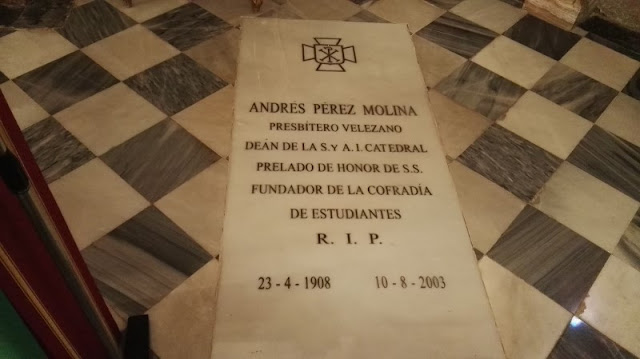 ANDRES PÉREZ MOLINA
PRESBÍTERO VELEZANO
DEÁN DE LA S. Y A. I. CATEDRAL
PRELADO DE HONOR DE S.S.
FUNDADOR DE LA COFRADÍA
DE ESTUDIANTES
R. I. P.
23 - 4 - 1908 10 - 8 - 2003